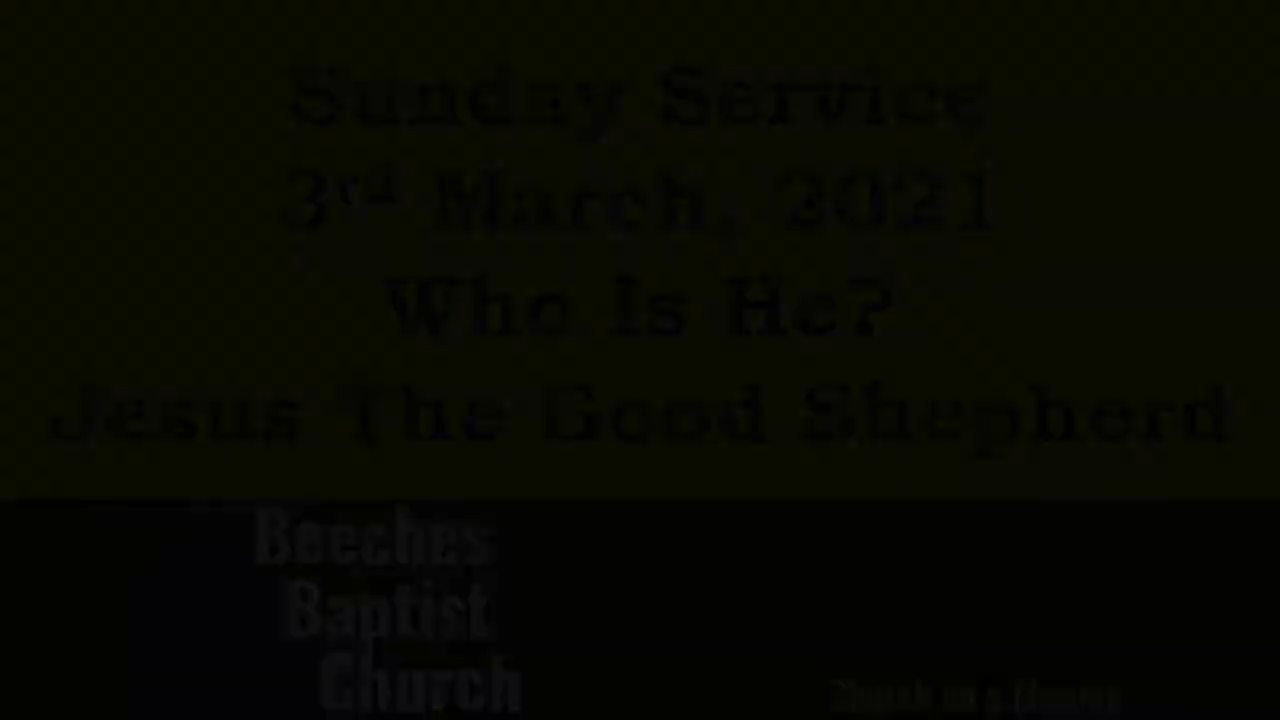 Sunday Service
3rd March, 2021
Who Is He?
Jesus The Good Shepherd
Beeches
Baptist
Church